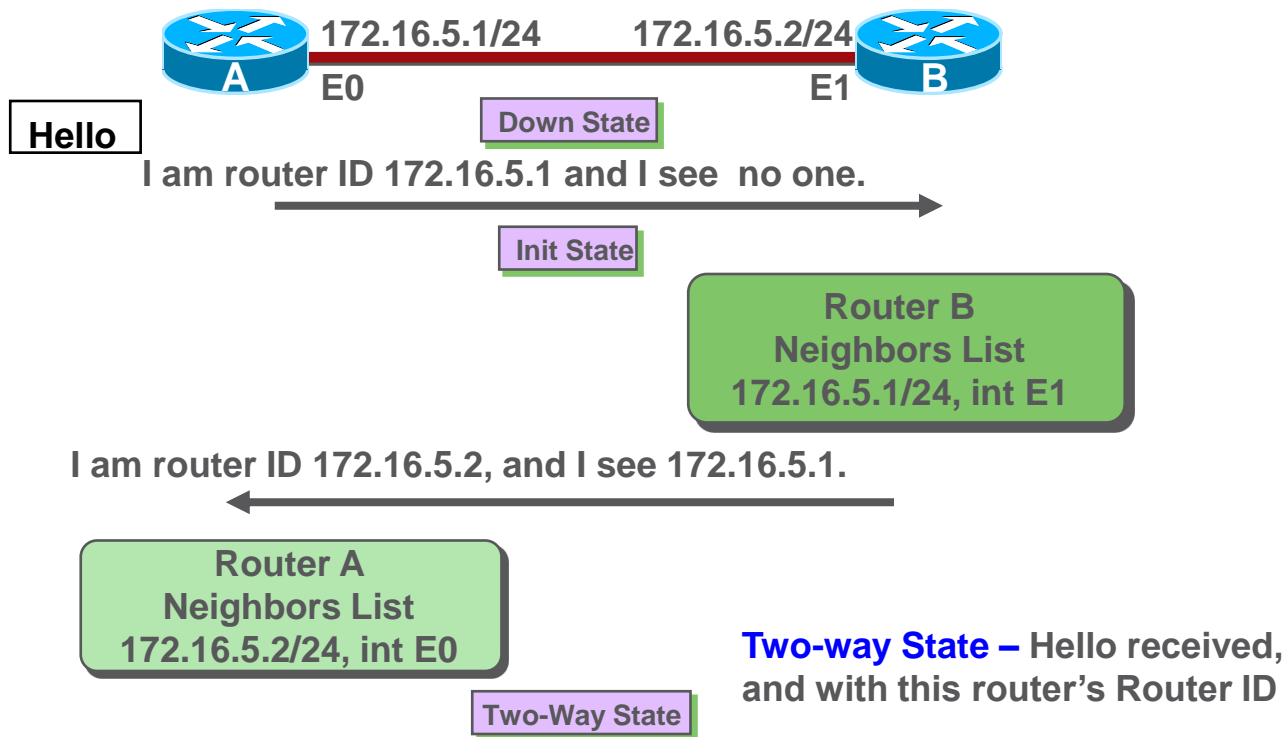 172.16.5.1/24
172.16.5.2/24
A
E0
E1
B
Hello
Down State
I am router ID 172.16.5.1 and I see no one.
Init State
Router B
Neighbors List
172.16.5.1/24, int E1
I am router ID 172.16.5.2, and I see 172.16.5.1.
Router A
Neighbors List
172.16.5.2/24, int E0
Two-way State – Hello received,
and with this router’s Router ID
Two-Way State